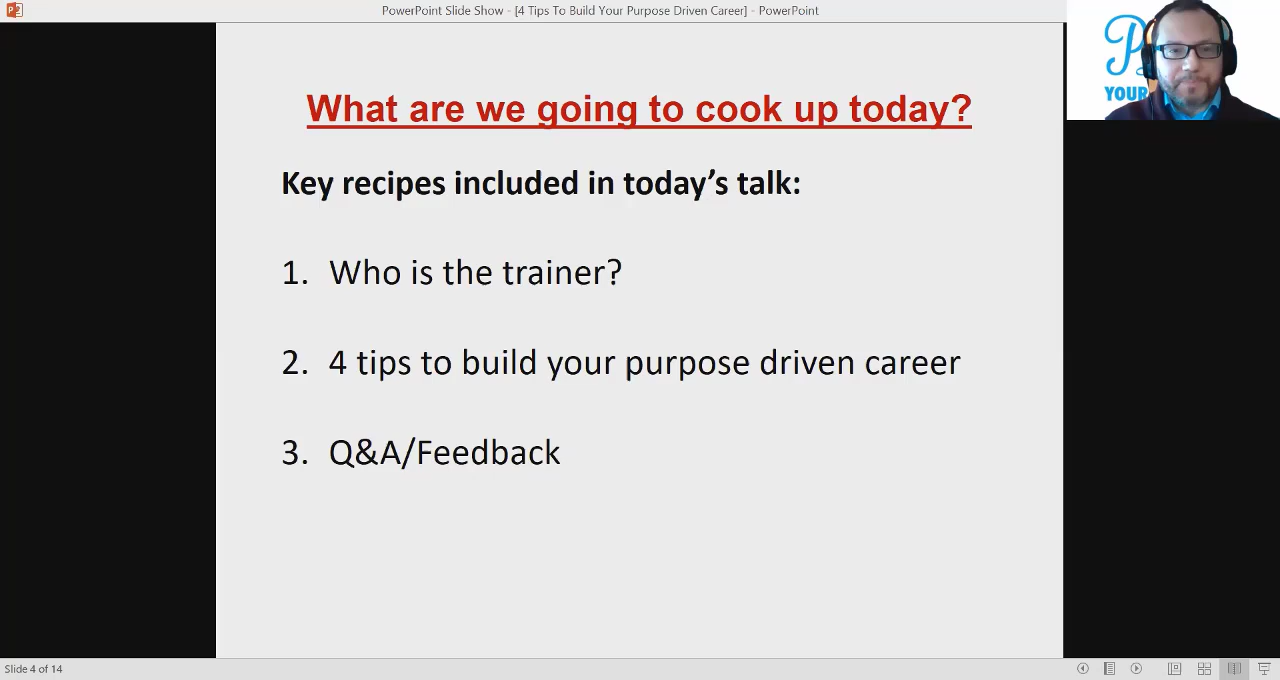 PowerPoint Slide Show - [4 Tips To Build Your Purpose Driven Career] - PowerPoint
YOUR
What are we going to cook up today?
Key recipes included in today's talk:
1. Who is the trainer?
2. 4 tips to build your purpose driven career
3. Q&A/Feedback
Slide 4 of 14